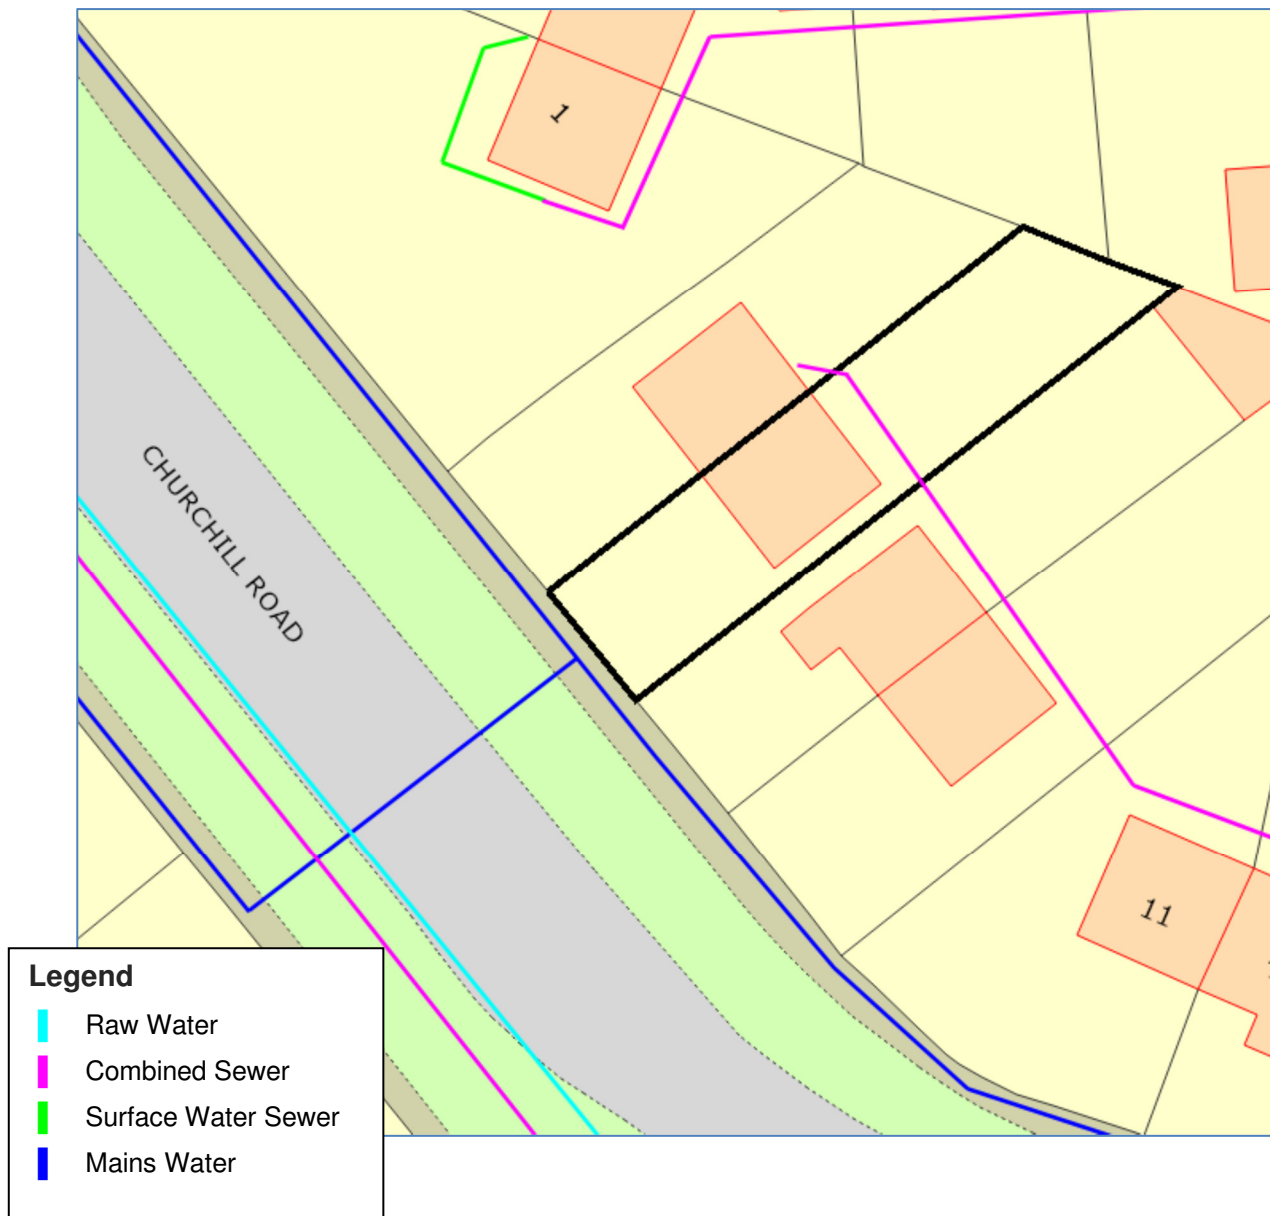 1
CHURCHILL ROAD
11
Legend
Raw Water
Combined Sewer
Surface Water Sewer
Mains Water